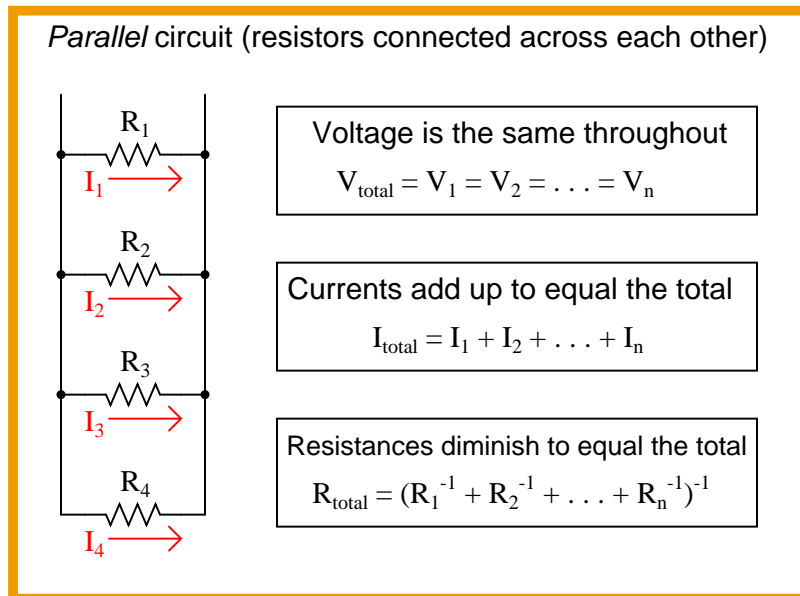 Parallel circuit (resistors connected across each other)
R1
I1
R2
I2
R3
I3
R4
I4
Voltage is the same throughout
Vtotal = V1 = V2 = . . . = Vn
Currents add up to equal the total
Itotal = I1 + I2 + . . . + In
Resistances diminish to equal the total
Rtotal = (R1^-1 + R2^-1 + . . . + Rn^-1)^-1